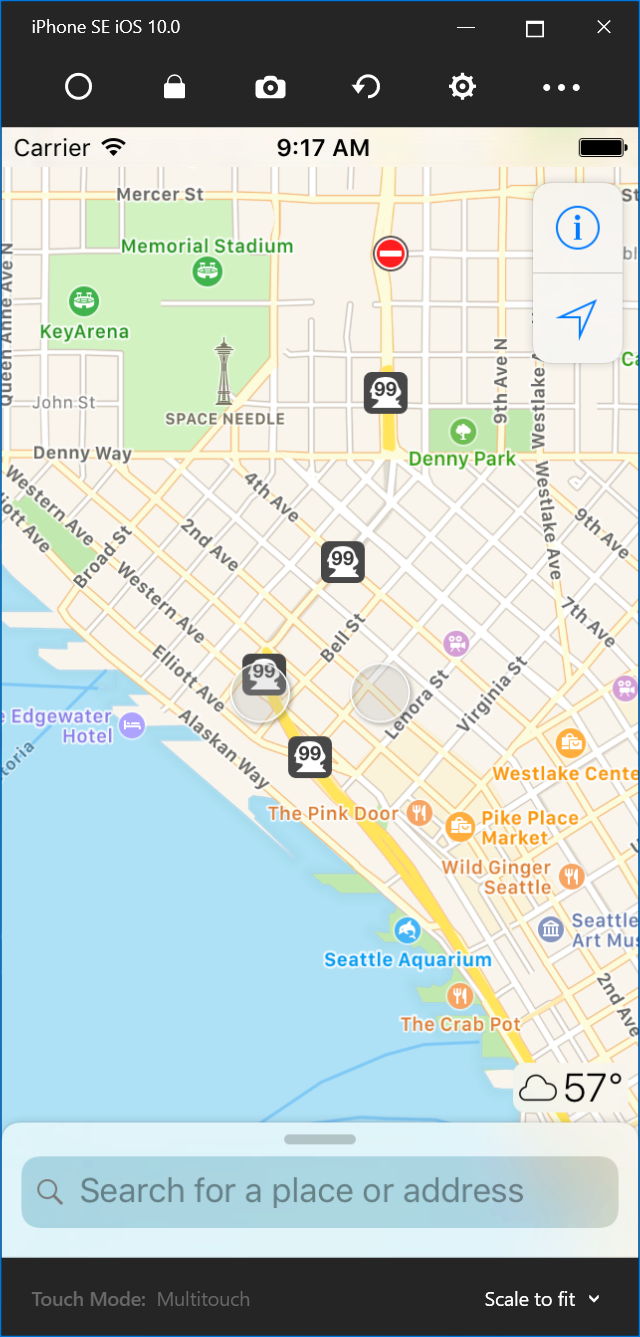 iPhone SE iOS 10.0
Carrier 9:17 AM
Mercer St
St
Memorial Stadium
KeyArena
Queen Anne Ave N
John St
SPACE NEEDLE
99
9th Ave N
Westlake A
Denny Park
Denny Way
Western Ave
lliott Ave
Broad St
4th Ave
2nd Ave
Westlake Ave
9th Ave
99
Western Ave
Bell St
7th Ave
Elliott Ave
99
Lenora St
Virginia St
e Edgewater
Hotel
toria
Alaskan Way
99
Westlake Cente
The Pink Door
Pike Place
Market
Wild Ginger
Seattle
Seattle
Art Mus
Seattle Aquarium
2nd Ave
The Crab Pot
57°
Search for a place or address
Touch Mode: Multitouch
Scale to fit